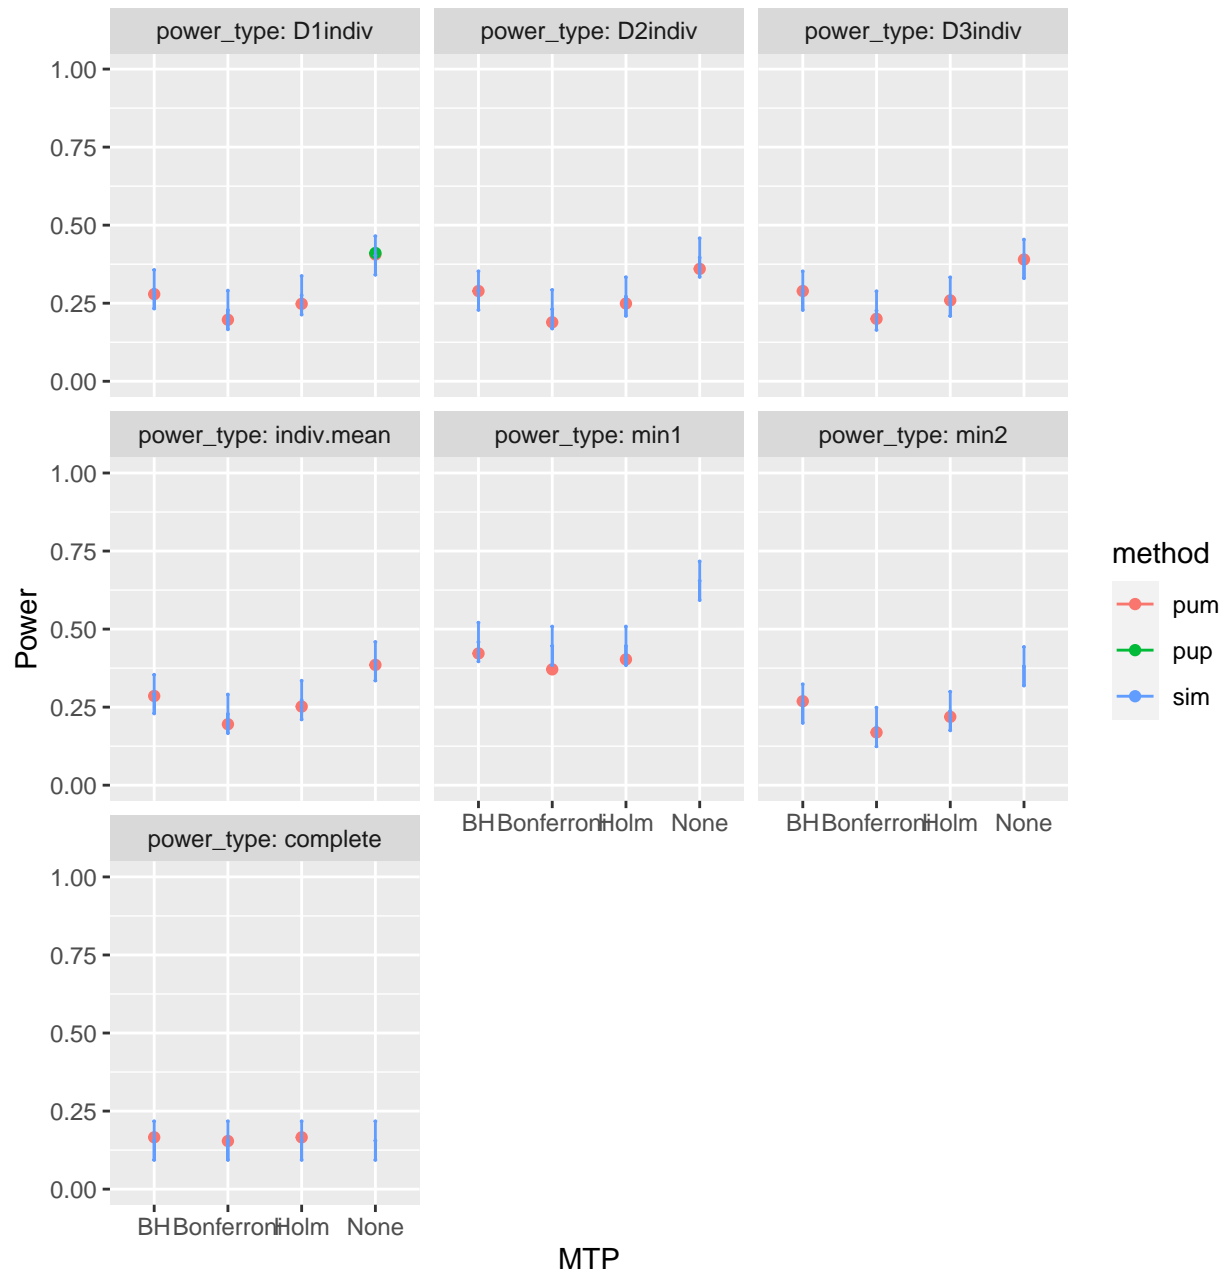 power_type: D1indiv
power_type: D2indiv
power_type: D3indiv
1.00
0.75
0.50
0.25
0.00
power_type: indiv.mean
power_type: min1
power_type: min2
1.00
0.75
0.50
0.25
0.00
BH Bonferroni Holm None
BH Bonferroni Holm None
power_type: complete
1.00
0.75
0.50
0.25
0.00
BH Bonferroni Holm None
MTP
Power
method
pum
pup
sim